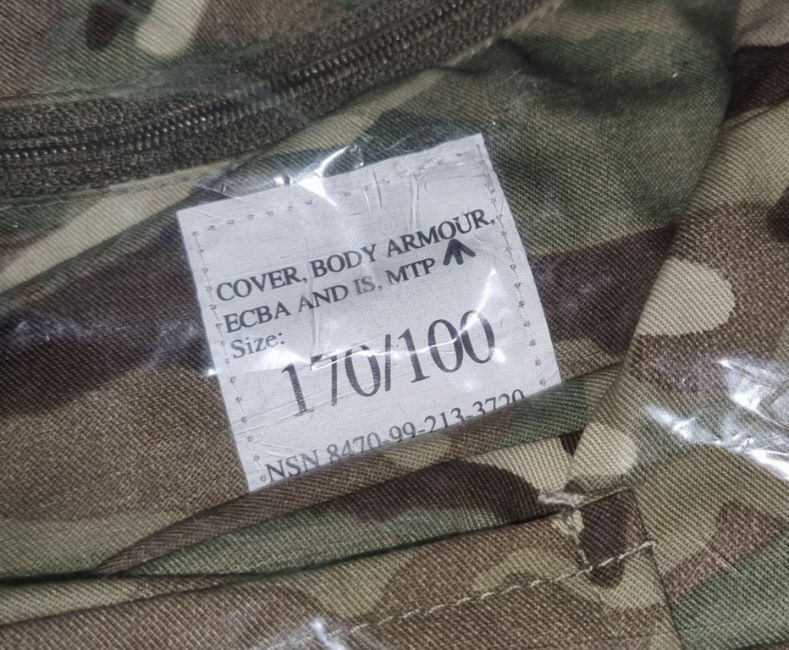 COVER, BODY ARMOUR,
ECBA AND IS, MTP
Size:
170/100
NSN 8470-99-213-3720